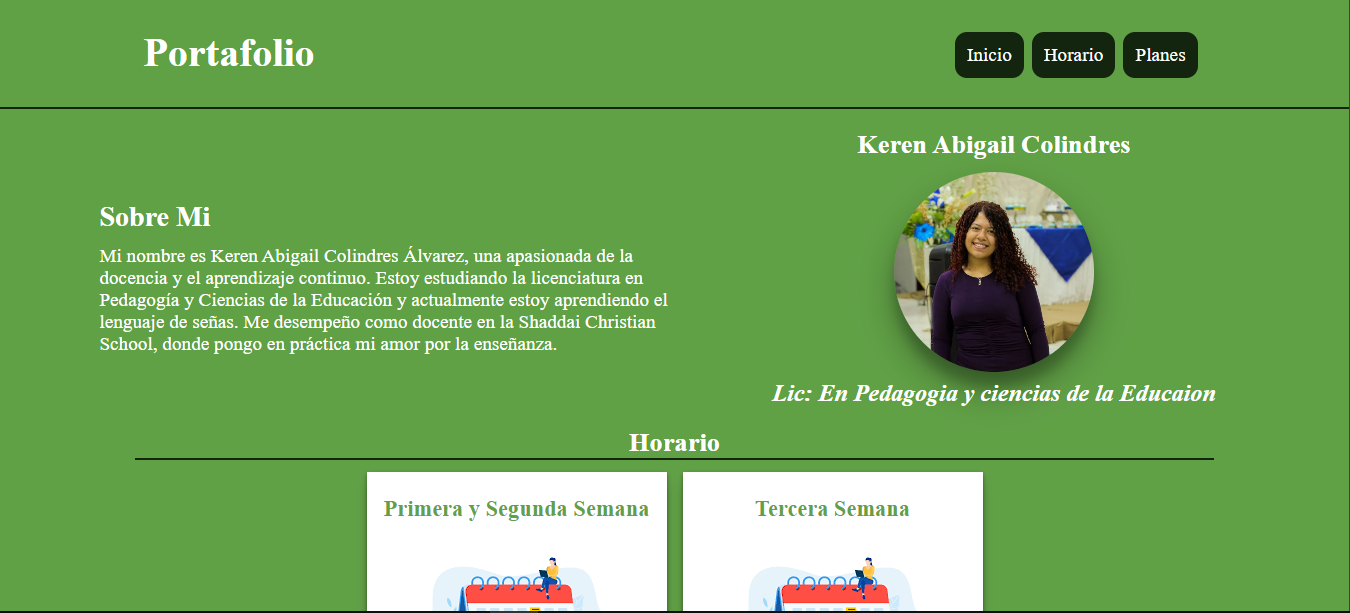 Portafolio
Inicio
Horario
Planes
Keren Abigail Colindres
Sobre Mi
Mi nombre es Keren Abigail Colindres Álvarez, una apasionada de la
docencia y el aprendizaje continuo. Estoy estudiando la licenciatura en
Pedagogía y Ciencias de la Educación y actualmente estoy aprendiendo el
lenguaje de señas. Me desempeño como docente en la Shaddai Christian
School, donde pongo en práctica mi amor por la enseñanza.
Lic: En Pedagogia y ciencias de la Educaion
Horario
Primera y Segunda Semana
Tercera Semana